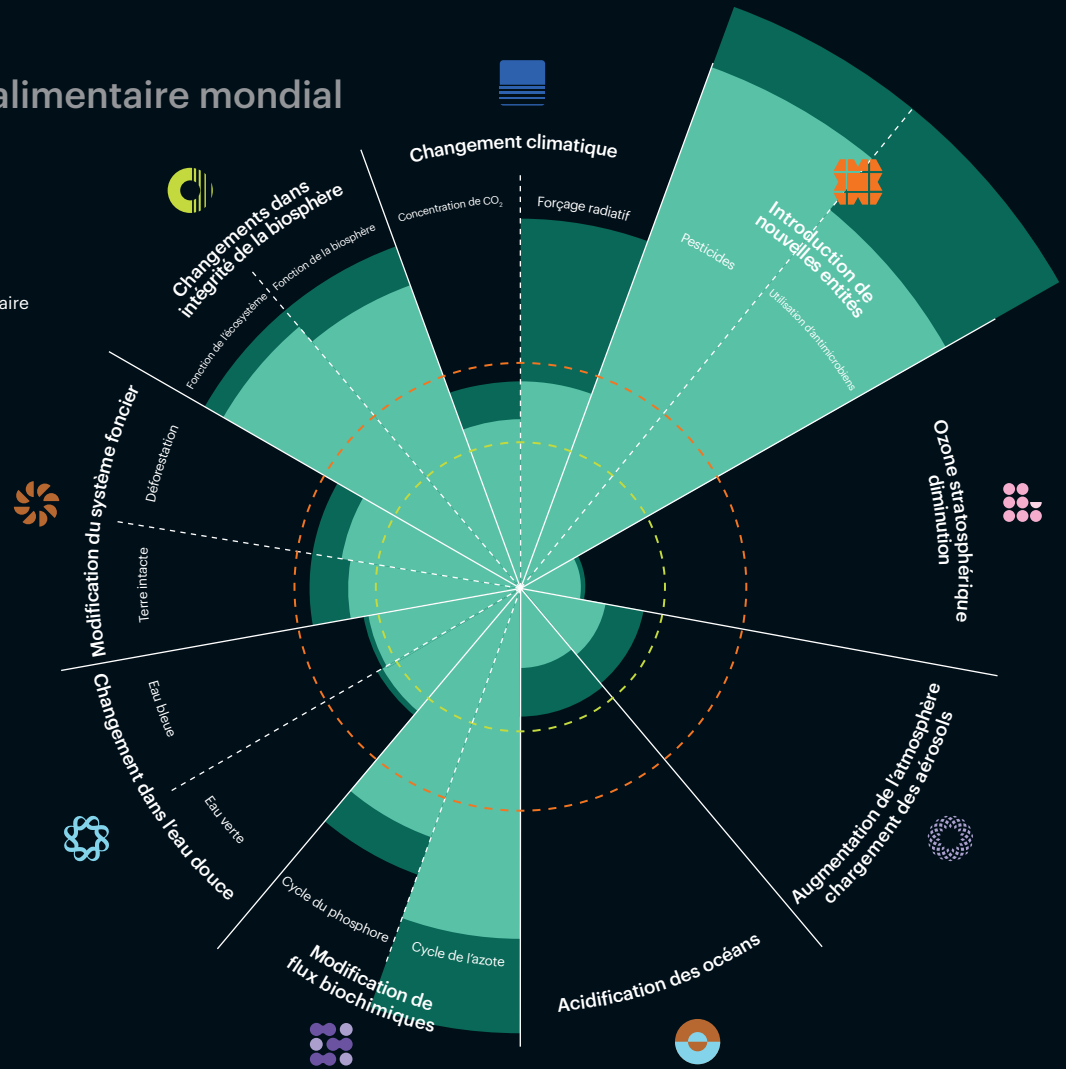 alimentaire mondial
aire
Changement climatique
Concentration de CO₂
Forçage radiatif
Introduction de
nouvelles entités
Pesticides
Utilisation d'antimicrobiens
Ozone stratosphérique
diminution
Augmentation de l'atmosphère
chargement des aérosols
Acidification des océans
Modification de
flux biochimiques
Cycle de l'azote
Cycle du phosphore
Changement dans l'eau douce
Eau verte
Eau bleue
Modification du système foncier
Terre intacte
Déforestation
Changements dans
intégrité de la biosphère
Fonction de l'écosystème
Fonction de la biosphère